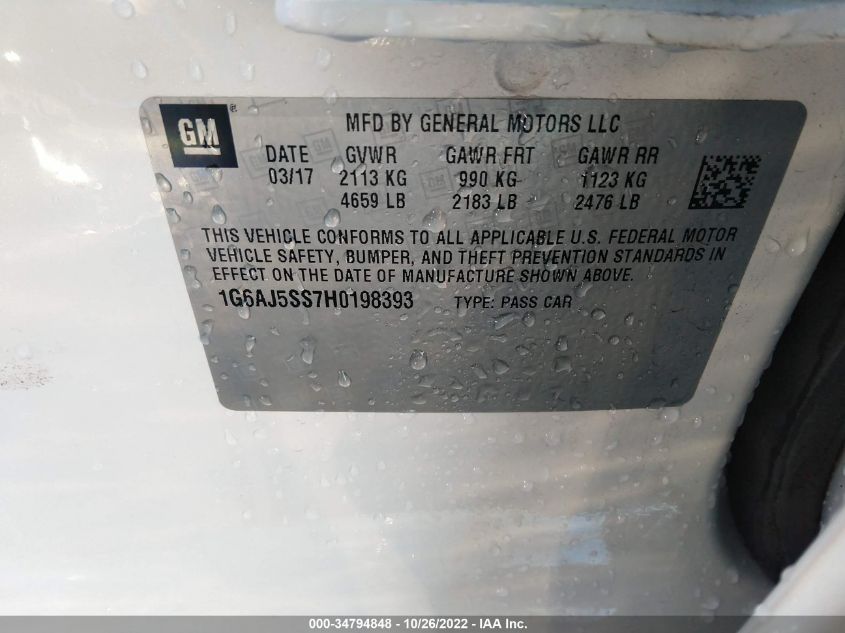 GM ®
MFD BY GENERAL MOTORS LLC
DATE GVWR GAWR FRT GAWR RR
03/17 2113 KG 990 KG 1123 KG
4659 LB 2183 LB 2476 LB
THIS VEHICLE CONFORMS TO ALL APPLICABLE U.S. FEDERAL MOTOR
VEHICLE SAFETY, BUMPER, AND THEFT PREVENTION STANDARDS IN
EFFECT ON THE DATE OF MANUFACTURE SHOWN ABOVE.
1G6AJ5SS7H0198393 TYPE: PASS CAR
000-34794848 - 10/26/2022 - IAA Inc.